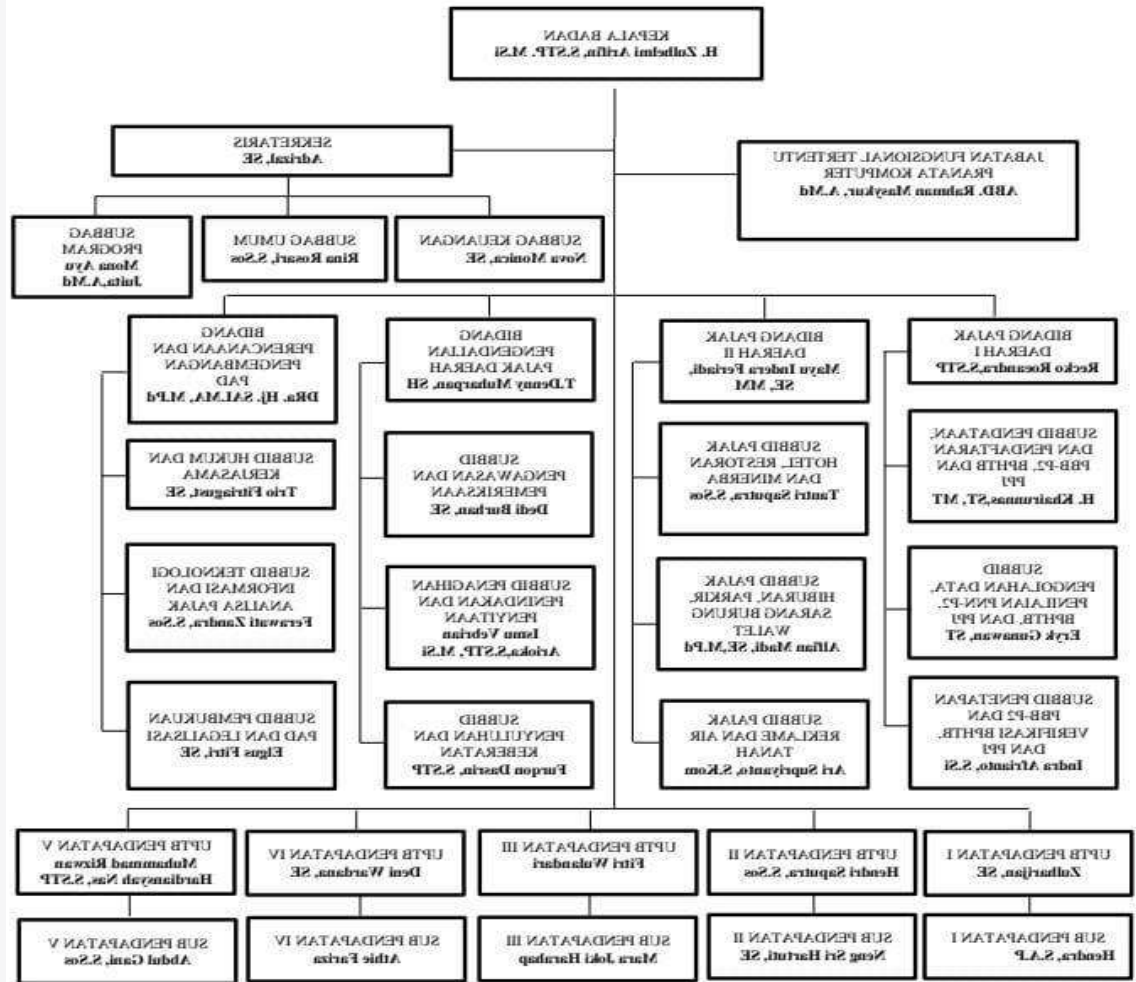 KEPALA BADAN
H. Zulhelmi Arifin, S.STP. M.Si
SEKRETARIS
Adrizal, SE
JABATAN FUNGSIONAL TERTENTU
PRANATA KOMPUTER
ABD. Rahman Masykur, A.Md
SUBBAG KEUANGAN
Nova Monica, SE
SUBBAG UMUM
Rina Rosari, S.Sos
SUBBAG
PROGRAM
Mona Ayu
Juita,A.Md
BIDANG PAJAK
DAERAH I
Recko Roeandra,S.STP
BIDANG PAJAK
DAERAH II
Mayu Indera Feriadi,
SE, MM
BIDANG
PENGENDALIAN
PAJAK DAERAH
T.Denny Muharpan, SH
BIDANG
PERENCANAAN DAN
PENGEMBANGAN
PAD
DRa. Hj. SALMA, M.Pd
SUBBID PENDATAAN,
DAN PENDAFTARAN
PBB-P2, BPHTB DAN
PPJ
H. Khairunnas,ST, MT
SUBBID PAJAK
HOTEL, RESTORAN
DAN MINERBA
Tantri Saputra, S.Sos
SUBBID
PENGAWASAN DAN
PEMERIKSAAN
Dedi Burhan, SE
SUBBID HUKUM DAN
KERJASAMA
Trio Fitriagust, SE
SUBBID
PENGOLAHAN DATA,
PENILAIAN PNN-P2,
BPHTB, DAN PPJ
Eryk Gunawan, ST
SUBBID PAJAK
HIBURAN, PARKIR,
SARANG BURUNG
WALET
Alfian Madi, SE,M.Pd
SUBBID PENAGIHAN
PENINDAKAN DAN
PENYITAAN
Ismu Vebrian
Arioka,S.STP, M.Si
SUBBID TEKNOLOGI
INFORMASI DAN
ANALISA PAJAK
Ferawati Zandra, S.Sos
SUBBID PENETAPAN
PBB-P2 DAN
VERIFIKASI BPHTB,
DAN PPJ
Indra Afrianto, S.Si
SUBBID PAJAK
REKLAME DAN AIR
TANAH
Ari Supriyanto, S.Kom
SUBBID
PENYULUHAN DAN
KEBERATAN
Furqon Dasrin, S.STP
SUBBID PEMBUKUAN
PAD DAN LEGALISASI
Elgus Fitri, SE
UPTB PENDAPATAN I
Zulharijan, SE
UPTB PENDAPATAN II
Hendri Saputra, S.Sos
UPTB PENDAPATAN III
Fitri Wulandari
UPTB PENDAPATAN IV
Deni Wardana, SE
UPTB PENDAPATAN V
Muhammad Rizwan
Hardiansyah Nas, S.STP
SUB PENDAPATAN I
Hendra, S.A.P
SUB PENDAPATAN II
Neng Sri Hartuti, SE
SUB PENDAPATAN III
Mara Joki Harahap
SUB PENDAPATAN IV
Athie Fariza
SUB PENDAPATAN V
Abdul Gani, S.Sos